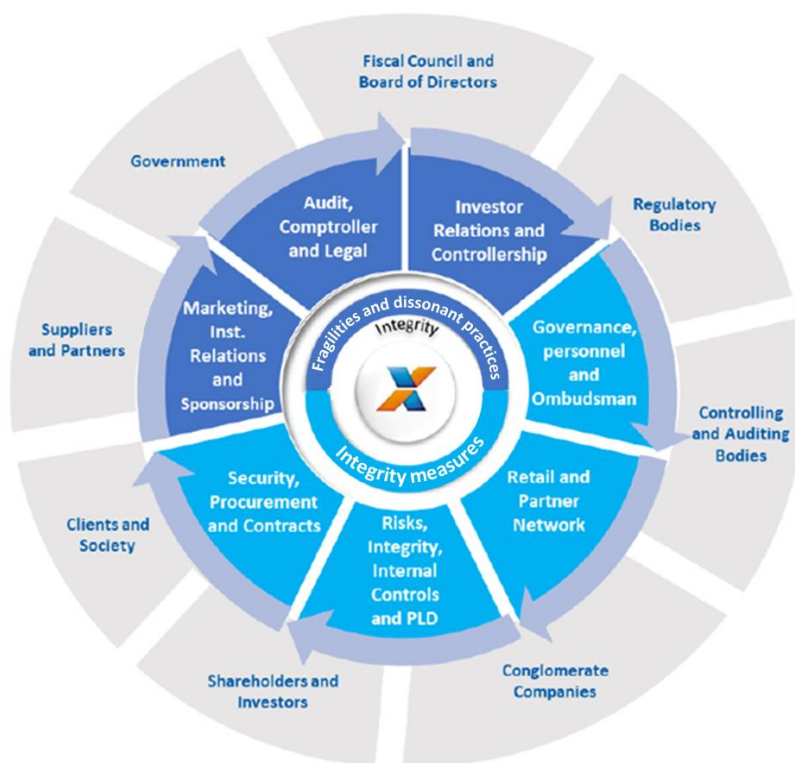 Fiscal Council and
Board of Directors
Government
Regulatory
Bodies
Suppliers
and Partners
Controlling
and Auditing
Bodies
Clients and
Society
Shareholders and
Investors
Conglomerate
Companies
Audit,
Comptroller
and Legal
Investor
Relations and
Controllership
Marketing,
Inst.
Relations
and
Sponsorship
Governance,
personnel
and
Ombudsman
Security,
Procurement
and Contracts
Risks,
Integrity,
Internal
Controls
and PLD
Retail and
Partner
Network
Fragilities and dissonant practices
Integrity
Integrity measures